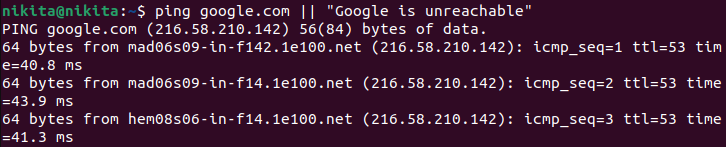 nikita@nikita:~$ ping google.com || "Google is unreachable"
PING google.com (216.58.210.142) 56(84) bytes of data.
64 bytes from mad06s09-in-f142.1e100.net (216.58.210.142): icmp_seq=1 ttl=53 tim
e=40.8 ms
64 bytes from mad06s09-in-f14.1e100.net (216.58.210.142): icmp_seq=2 ttl=53 time
=43.9 ms
64 bytes from hem08s06-in-f14.1e100.net (216.58.210.142): icmp_seq=3 ttl=53 time
=41.3 ms